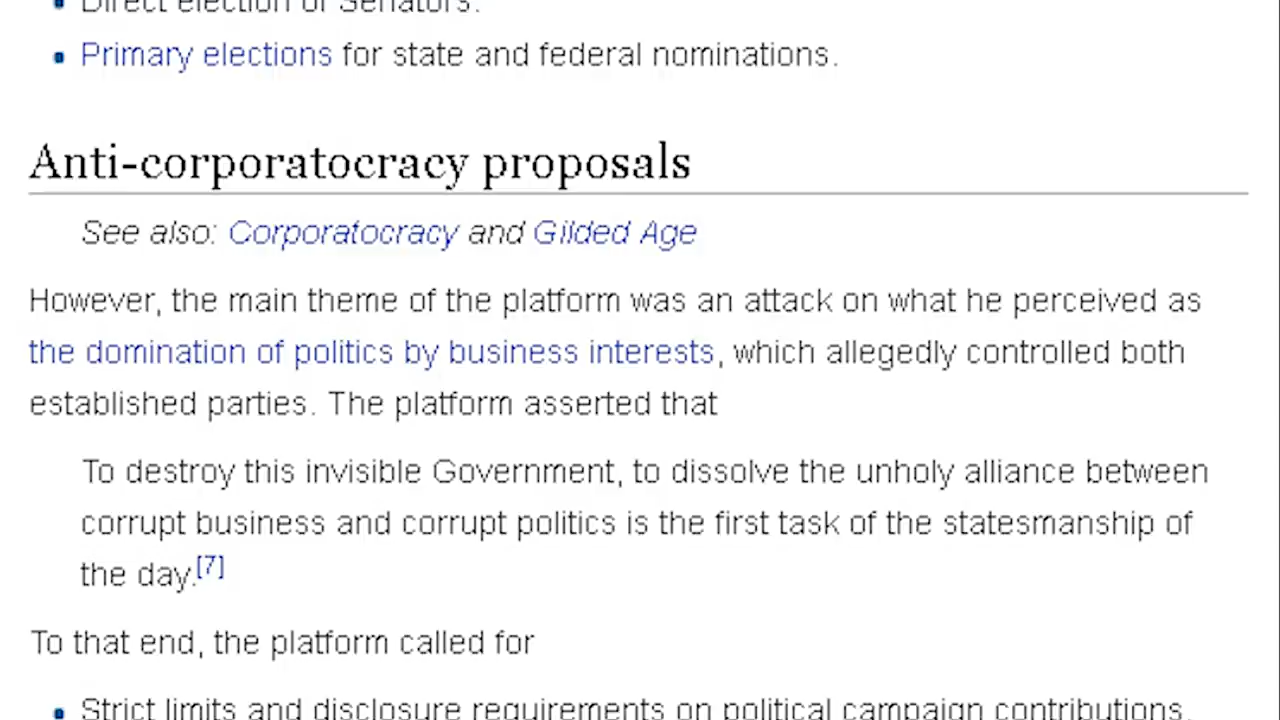 Direct election of Senators.
Primary elections for state and federal nominations.
Anti-corporatocracy proposals
See also: Corporatocracy and Gilded Age
However, the main theme of the platform was an attack on what he perceived as
the domination of politics by business interests, which allegedly controlled both
established parties. The platform asserted that
To destroy this invisible Government, to dissolve the unholy alliance between
corrupt business and corrupt politics is the first task of the statesmanship of
the day.[7]
To that end, the platform called for
Strict limits and disclosure requirements on political campaign contributions.